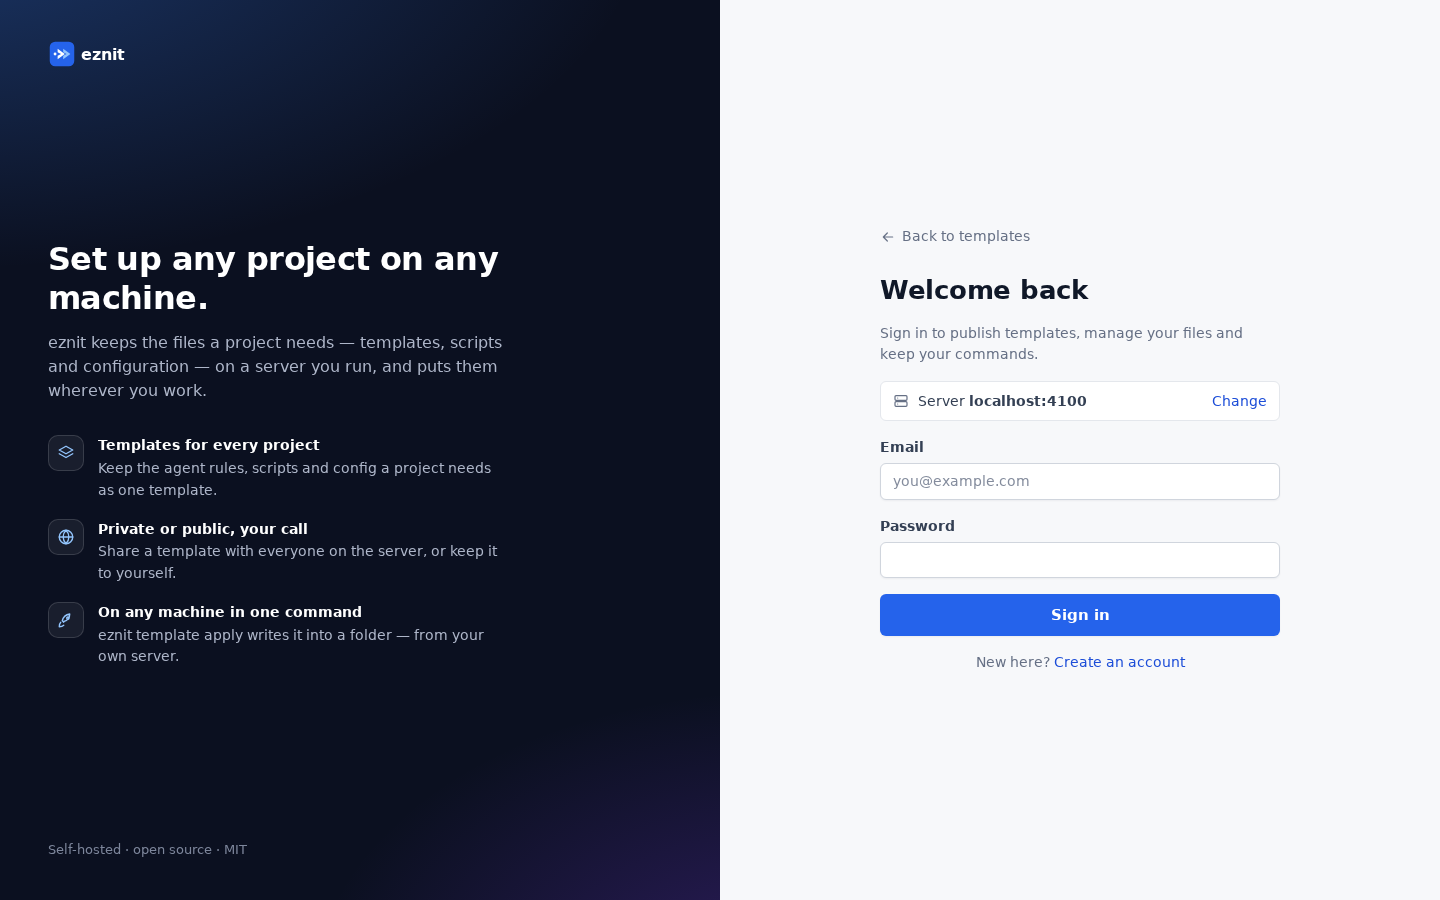 eznit
Set up any project on any
machine.
eznit keeps the files a project needs — templates, scripts
and configuration — on a server you run, and puts them
wherever you work.
Templates for every project
Keep the agent rules, scripts and config a project needs
as one template.
Private or public, your call
Share a template with everyone on the server, or keep it
to yourself.
On any machine in one command
eznit template apply writes it into a folder — from your
own server.
Self-hosted · open source · MIT
Back to templates
Welcome back
Sign in to publish templates, manage your files and
keep your commands.
Server localhost:4100 Change
Email
you@example.com
Password
Sign in
New here? Create an account